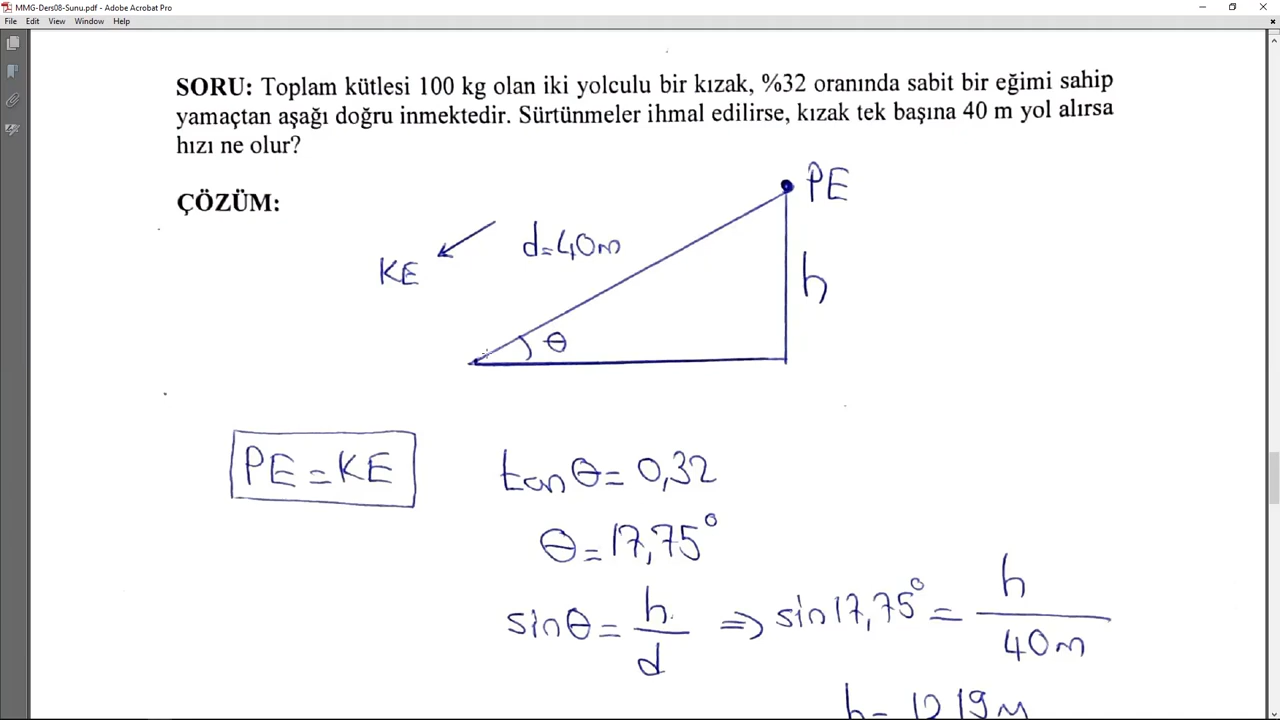 MMG-Ders08-Sunu.pdf - Adobe Acrobat Pro
File Edit View Window Help
SORU: Toplam kütlesi 100 kg olan iki yolculu bir kızak, %32 oranında sabit bir eğimi sahip
yamaçtan aşağı doğru inmektedir. Sürtünmeler ihmal edilirse, kızak tek başına 40 m yol alırsa
hızı ne olur?
ÇÖZÜM:
PE
d=40m
KE
h
θ
PE=KE
tanθ= 0,32
θ=17,75°
sinθ= h/d ⇒ sin17,75° = h/40m
h= 12,19m